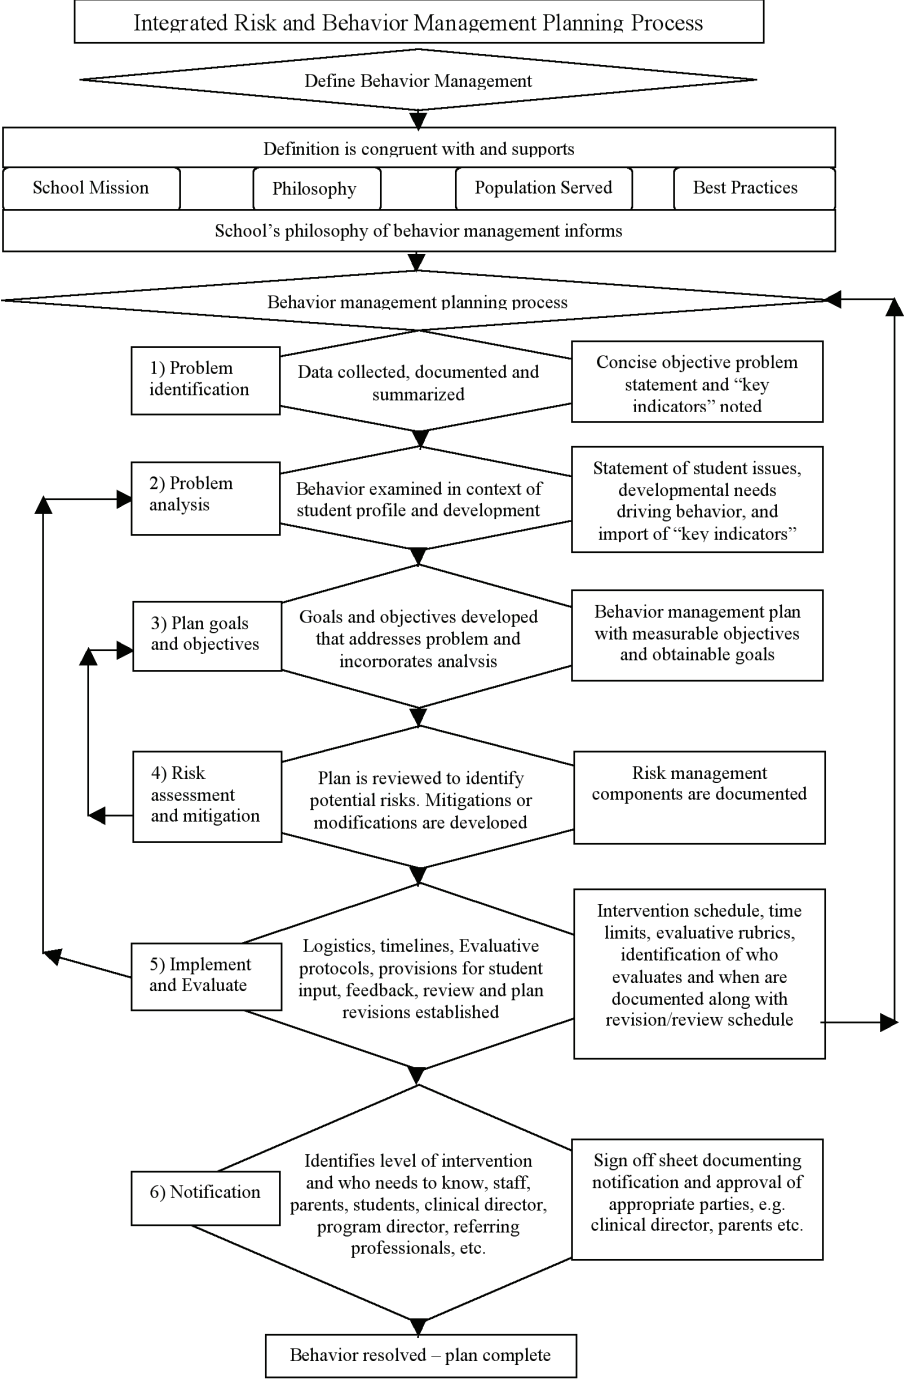 Integrated Risk and Behavior Management Planning Process
Define Behavior Management
Definition is congruent with and supports
School Mission
Philosophy
Population Served
Best Practices
School’s philosophy of behavior management informs
Behavior management planning process
1) Problem
identification
Data collected, documented and
summarized
Concise objective problem
statement and “key
indicators” noted
2) Problem
analysis
Behavior examined in context of
student profile and development
Statement of student issues,
developmental needs
driving behavior, and
import of “key indicators”
3) Plan goals
and objectives
Goals and objectives developed
that addresses problem and
incorporates analysis
Behavior management plan
with measurable objectives
and obtainable goals
4) Risk
assessment
and mitigation
Plan is reviewed to identify
potential risks. Mitigations or
modifications are developed
Risk management
components are documented
5) Implement
and Evaluate
Logistics, timelines, Evaluative
protocols, provisions for student
input, feedback, review and plan
revisions established
Intervention schedule, time
limits, evaluative rubrics,
identification of who
evaluates and when are
documented along with
revision/review schedule
6) Notification
Identifies level of intervention
and who needs to know, staff,
parents, students, clinical director,
program director, referring
professionals, etc.
Sign off sheet documenting
notification and approval of
appropriate parties, e.g.
clinical director, parents etc.
Behavior resolved – plan complete